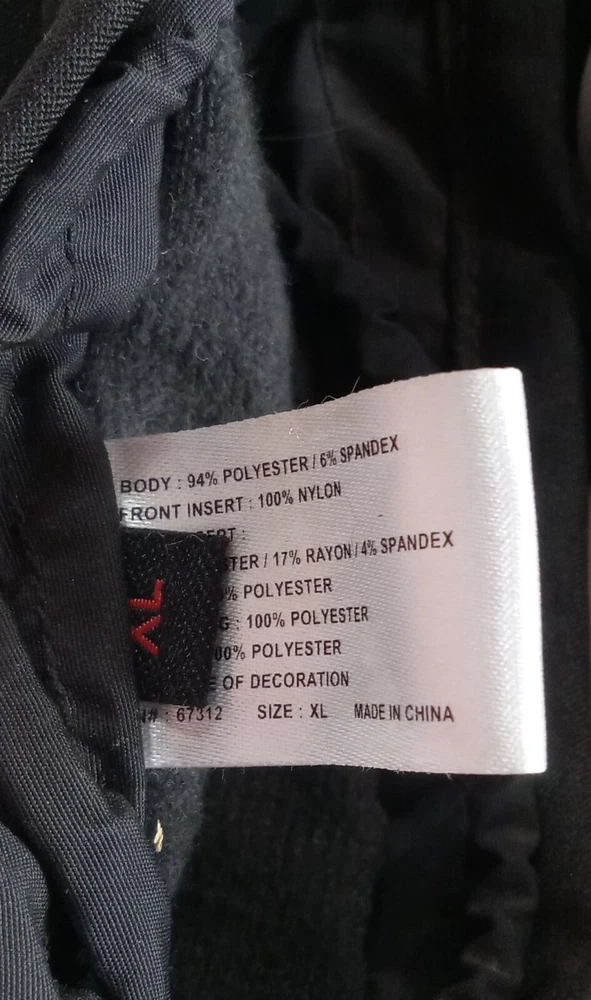 BODY : 94% POLYESTER / 6% SPANDEX
FRONT INSERT : 100% NYLON
/ 17% RAYON / 4% SPANDEX
POLYESTER
: 100% POLYESTER
POLYESTER
OF DECORATION
: 67312 SIZE : XL MADE IN CHINA
XL